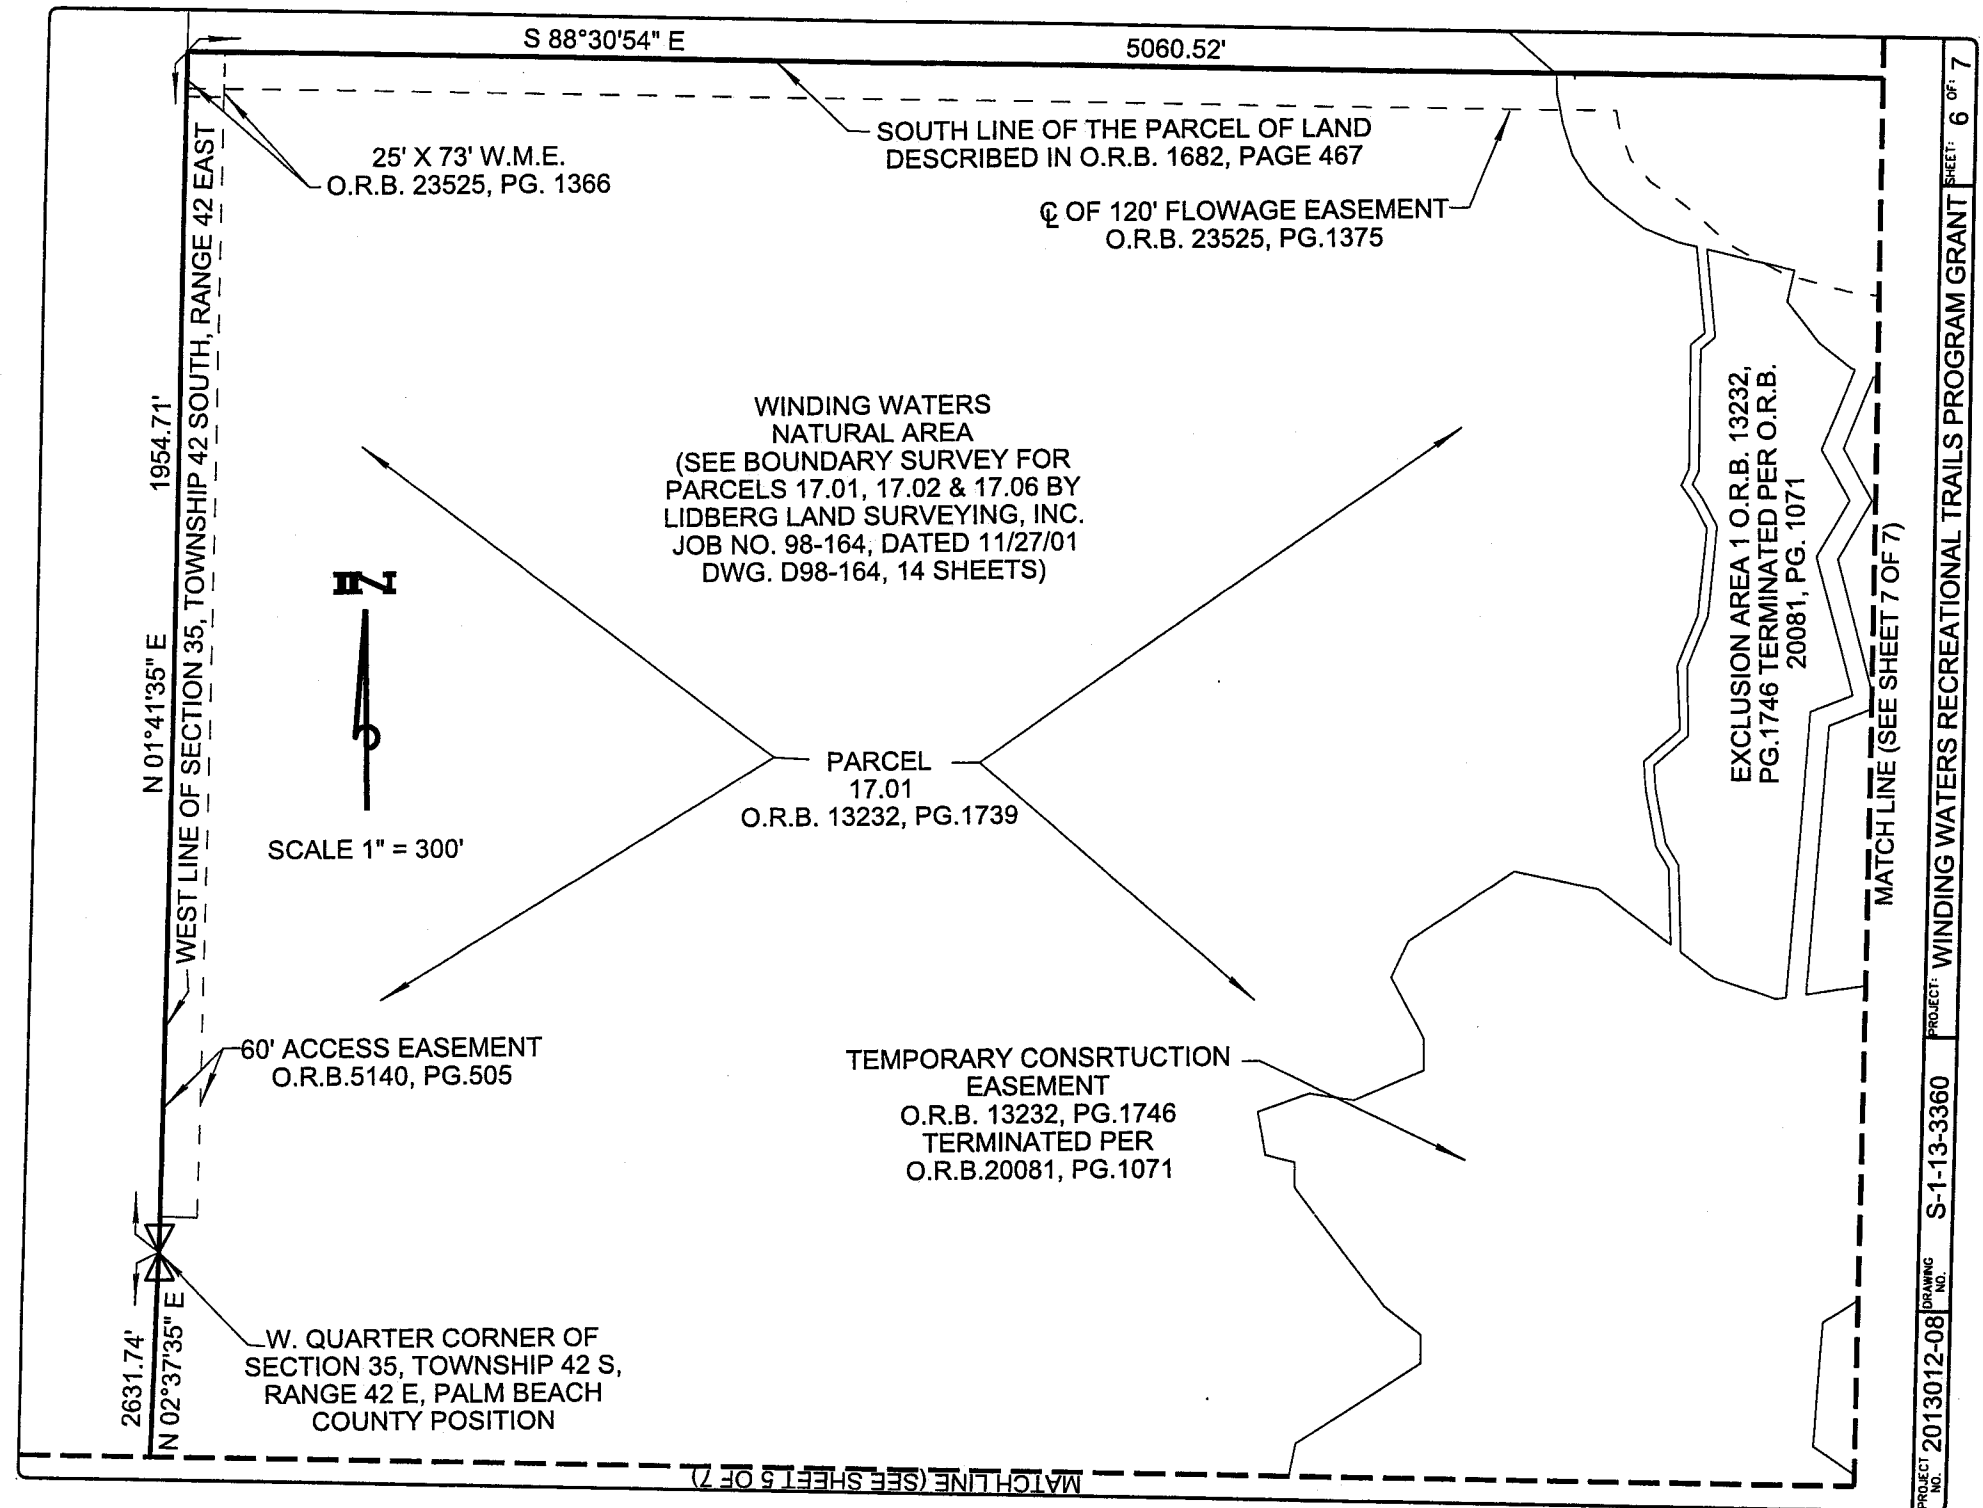 S 88°30'54" E
5060.52'
SOUTH LINE OF THE PARCEL OF LAND
DESCRIBED IN O.R.B. 1682, PAGE 467
25' X 73' W.M.E.
O.R.B. 23525, PG. 1366
℄ OF 120' FLOWAGE EASEMENT
O.R.B. 23525, PG.1375
1954.71'
N 01°41'35" E
WEST LINE OF SECTION 35, TOWNSHIP 42 SOUTH, RANGE 42 EAST
WINDING WATERS
NATURAL AREA
(SEE BOUNDARY SURVEY FOR
PARCELS 17.01, 17.02 & 17.06 BY
LIDBERG LAND SURVEYING, INC.
JOB NO. 98-164, DATED 11/27/01
DWG. D98-164, 14 SHEETS)
N
SCALE 1" = 300'
PARCEL
17.01
O.R.B. 13232, PG.1739
EXCLUSION AREA 1 O.R.B. 13232,
PG.1746 TERMINATED PER O.R.B.
20081, PG. 1071
MATCH LINE (SEE SHEET 7 OF 7)
60' ACCESS EASEMENT
O.R.B.5140, PG.505
TEMPORARY CONSRTUCTION
EASEMENT
O.R.B. 13232, PG.1746
TERMINATED PER
O.R.B.20081, PG.1071
2631.74'
N 02°37'35" E
W. QUARTER CORNER OF
SECTION 35, TOWNSHIP 42 S,
RANGE 42 E, PALM BEACH
COUNTY POSITION
MATCH LINE (SEE SHEET 5 OF 7)
PROJECT NO. 2013012-08
DRAWING NO. S-1-13-3360
PROJECT: WINDING WATERS RECREATIONAL TRAILS PROGRAM GRANT
SHEET: 6 OF: 7